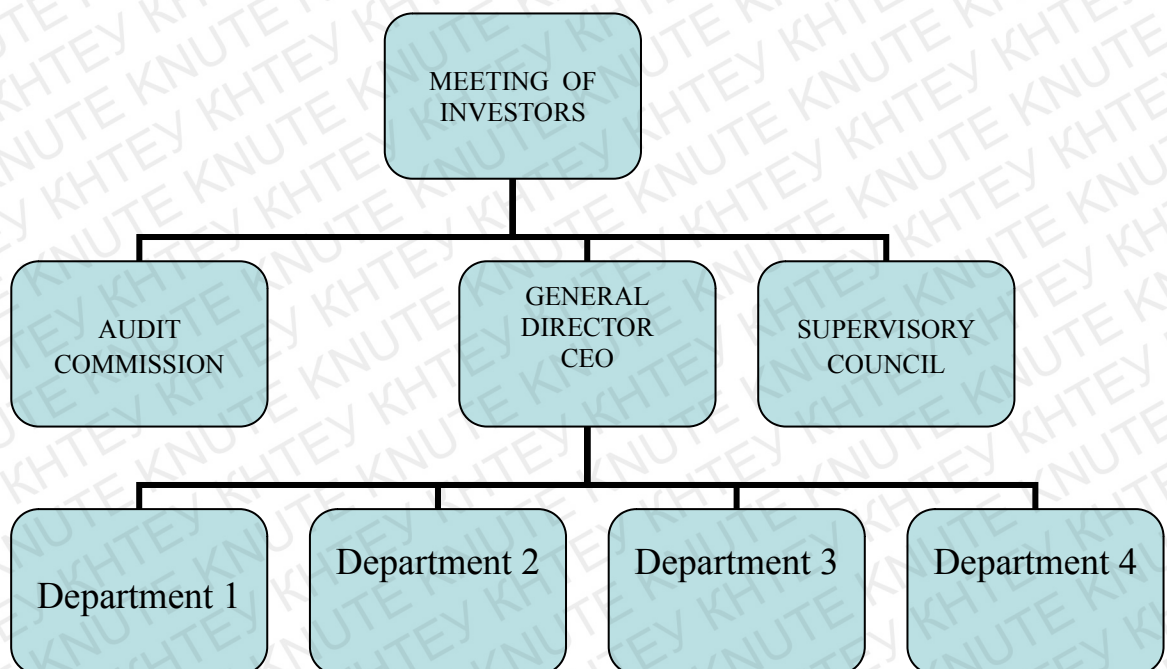 MEETING OF
INVESTORS
AUDIT
COMMISSION
GENERAL
DIRECTOR
CEO
SUPERVISORY
COUNCIL
Department 1
Department 2
Department 3
Department 4